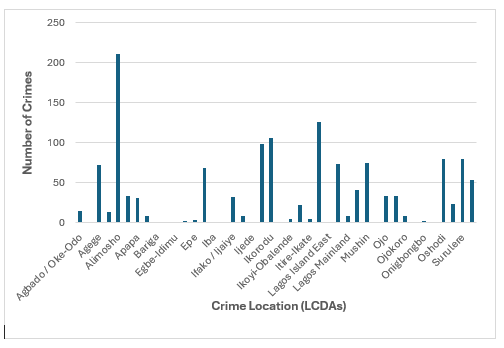 250
200
150
100
50
0
Number of Crimes
Agbado / Oke-Odo
Agege
Alimosho
Apapa
Bariga
Egbe-Idimu
Epe
Iba
Ifako / Ijaiye
Ijede
Ikorodu
Ikoyi-Obalende
Itire-Ikate
Lagos Island East
Lagos Mainland
Mushin
Ojo
Ojokoro
Onigbongbo
Oshodi
Surulere
Crime Location (LCDAs)